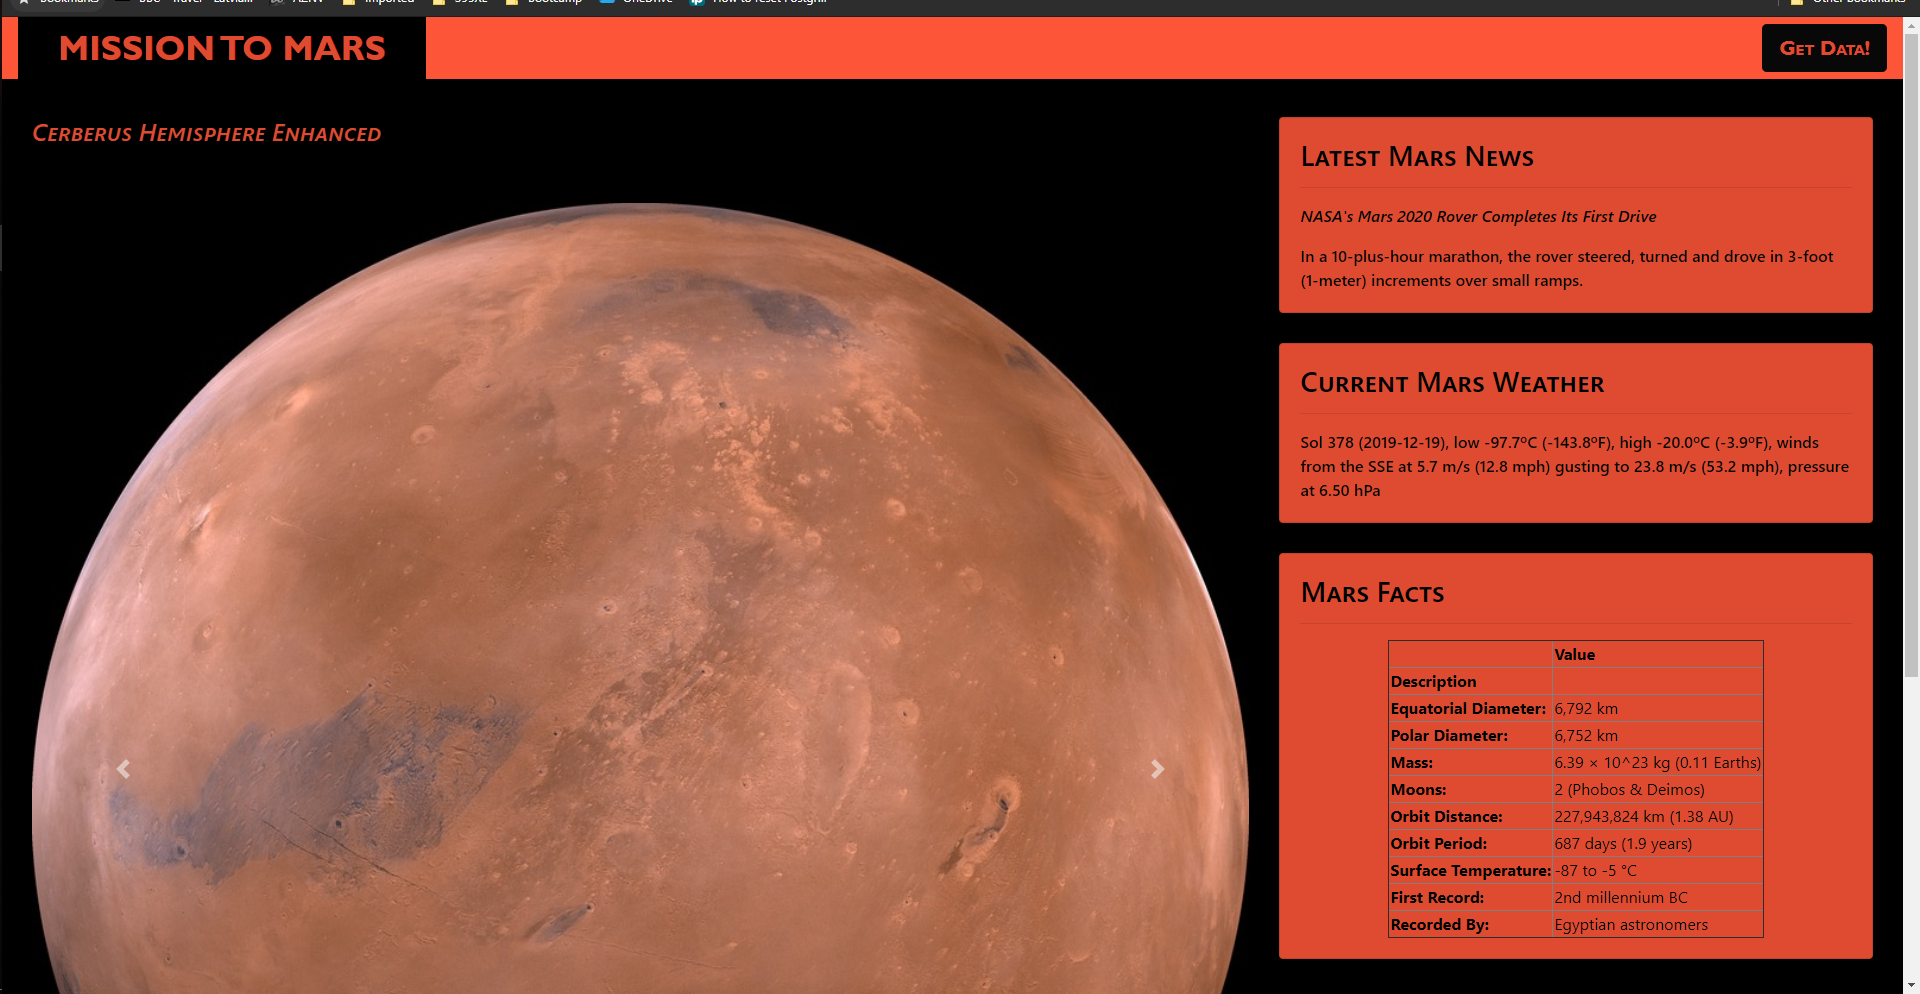 MISSION TO MARS
Get Data!
Cerberus Hemisphere Enhanced
Latest Mars News
NASA's Mars 2020 Rover Completes Its First Drive
In a 10-plus-hour marathon, the rover steered, turned and drove in 3-foot
(1-meter) increments over small ramps.
Current Mars Weather
Sol 378 (2019-12-19), low -97.7ºC (-143.8ºF), high -20.0ºC (-3.9ºF), winds
from the SSE at 5.7 m/s (12.8 mph) gusting to 23.8 m/s (53.2 mph), pressure
at 6.50 hPa
Mars Facts
Value
Description
Equatorial Diameter: 6,792 km
Polar Diameter: 6,752 km
Mass: 6.39 × 10^23 kg (0.11 Earths)
Moons: 2 (Phobos & Deimos)
Orbit Distance: 227,943,824 km (1.38 AU)
Orbit Period: 687 days (1.9 years)
Surface Temperature: -87 to -5 °C
First Record: 2nd millennium BC
Recorded By: Egyptian astronomers